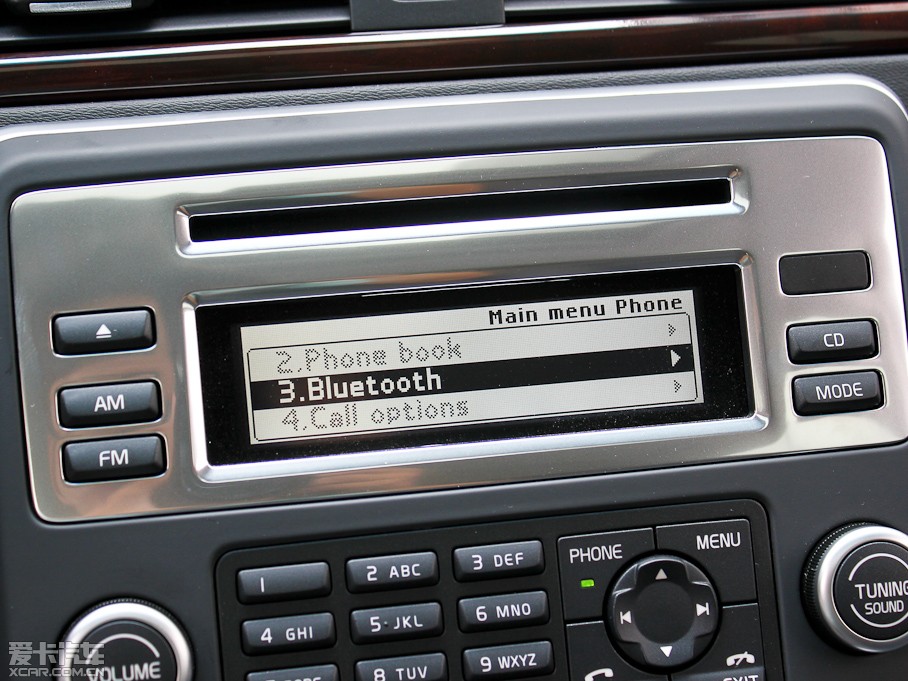 Main menu Phone
2.Phone book
3.Bluetooth
4.Call options
AM
FM
CD
MODE
1
2 ABC
3 DEF
4 GHI
5·JKL
6 MNO
8 TUV
9 WXYZ
PHONE
MENU
EXIT
VOLUME
TUNING
SOUND
爱卡汽车
XCAR.COM.CN